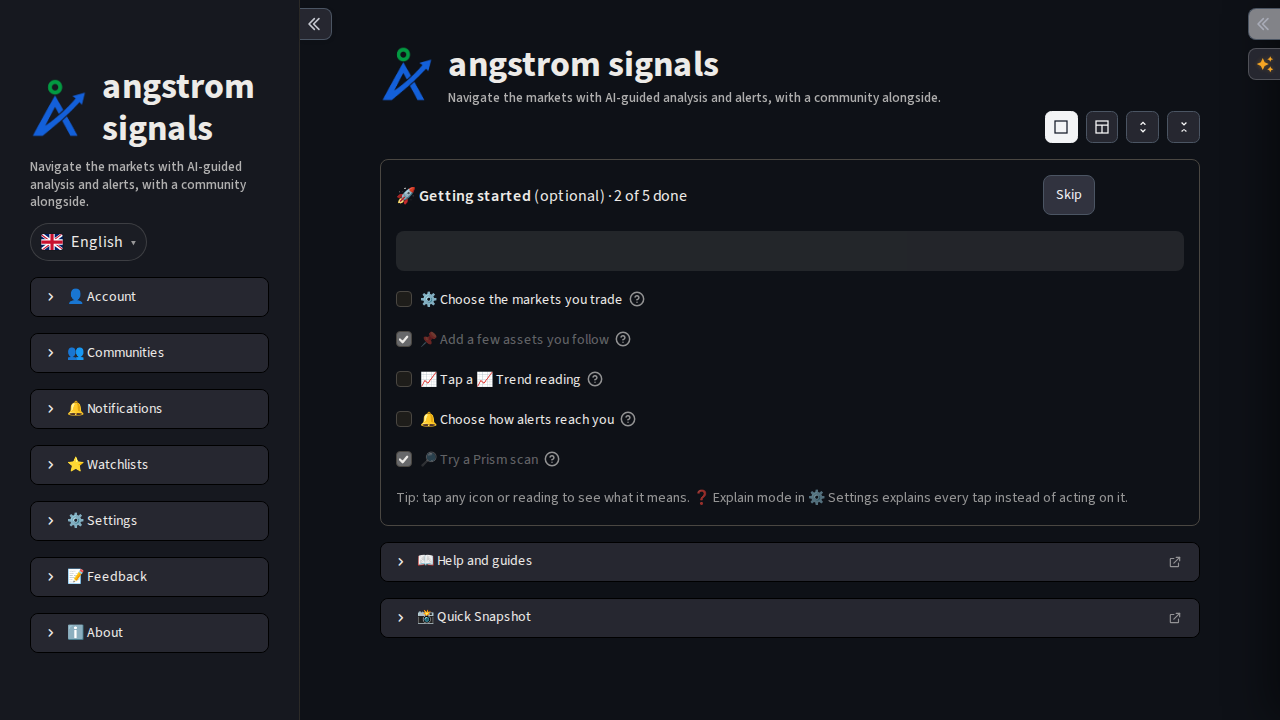 angstrom
signals
Navigate the markets with AI-guided
analysis and alerts, with a community
alongside.
English
Account
Communities
Notifications
Watchlists
Settings
Feedback
About
angstrom signals
Navigate the markets with AI-guided analysis and alerts, with a community alongside.
🚀 Getting started (optional) · 2 of 5 done
Skip
⚙️ Choose the markets you trade
📌 Add a few assets you follow
📈 Tap a 📈 Trend reading
🔔 Choose how alerts reach you
🔎 Try a Prism scan
Tip: tap any icon or reading to see what it means. ❓ Explain mode in ⚙️ Settings explains every tap instead of acting on it.
📖 Help and guides
📸 Quick Snapshot